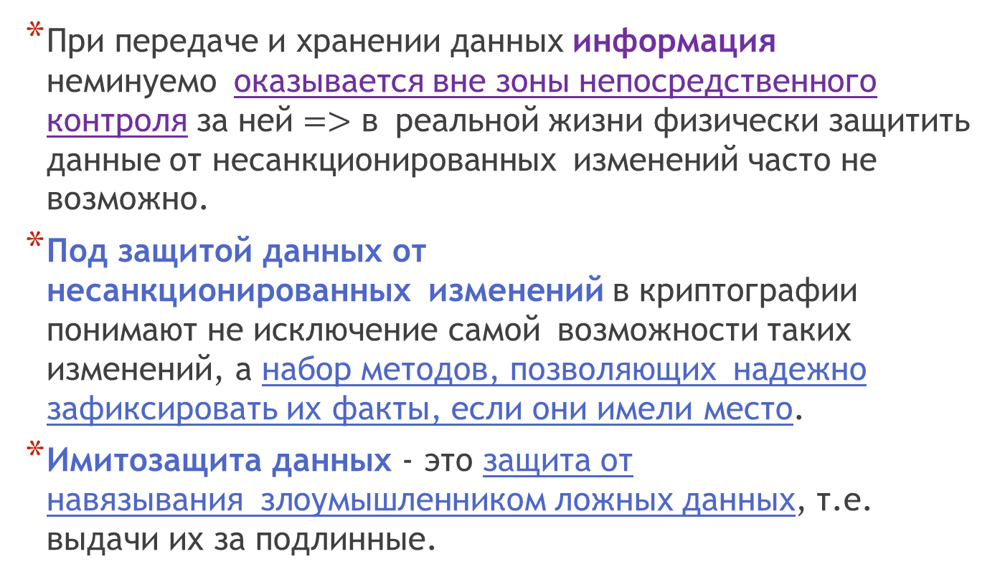 * При передаче и хранении данных информация
неминуемо оказывается вне зоны непосредственного
контроля за ней => в реальной жизни физически защитить
данные от несанкционированных изменений часто не
возможно.
* Под защитой данных от
несанкционированных изменений в криптографии
понимают не исключение самой возможности таких
изменений, а набор методов, позволяющих надежно
зафиксировать их факты, если они имели место.
* Имитозащита данных - это защита от
навязывания злоумышленником ложных данных, т.е.
выдачи их за подлинные.